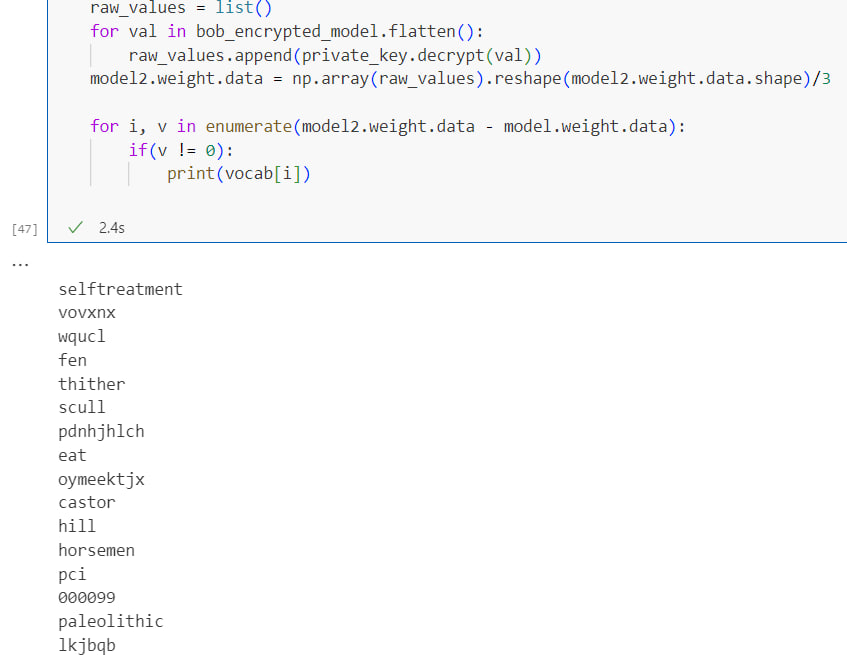 raw_values = list()
for val in bob_encrypted_model.flatten():
raw_values.append(private_key.decrypt(val))
model2.weight.data = np.array(raw_values).reshape(model2.weight.data.shape)/3
for i, v in enumerate(model2.weight.data - model.weight.data):
if(v != 0):
print(vocab[i])
[47] ✓ 2.4s
...
selftreatment
vovxnx
wqucl
fen
thither
scull
pdnhjhlch
eat
oymeektjx
castor
hill
horsemen
pci
000099
paleolithic
lkjbqb